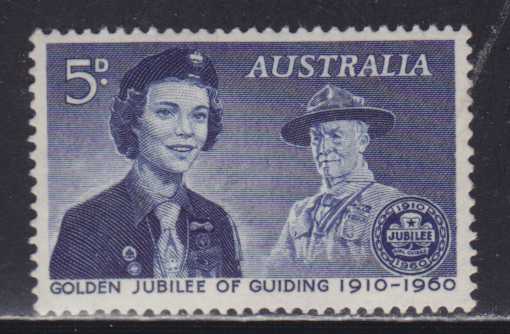 5D.
AUSTRALIA
1910
JUBILEE
1960
GOLDEN JUBILEE OF GUIDING 1910-1960